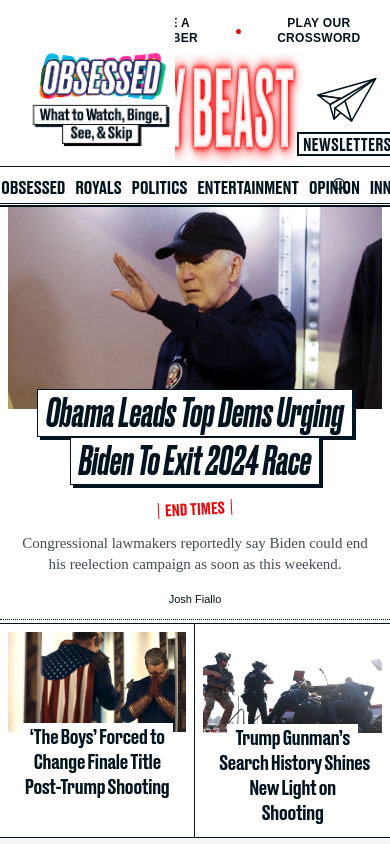 E A
BER
PLAY OUR
CROSSWORD
OBSESSED
What to Watch, Binge,
See, & Skip
Y BEAST
NEWSLETTERS
OBSESSED ROYALS POLITICS ENTERTAINMENT OPINION INN
Obama Leads Top Dems Urging
Biden To Exit 2024 Race
END TIMES
Congressional lawmakers reportedly say Biden could end
his reelection campaign as soon as this weekend.
Josh Fiallo
‘The Boys’ Forced to
Change Finale Title
Post-Trump Shooting
Trump Gunman’s
Search History Shines
New Light on
Shooting